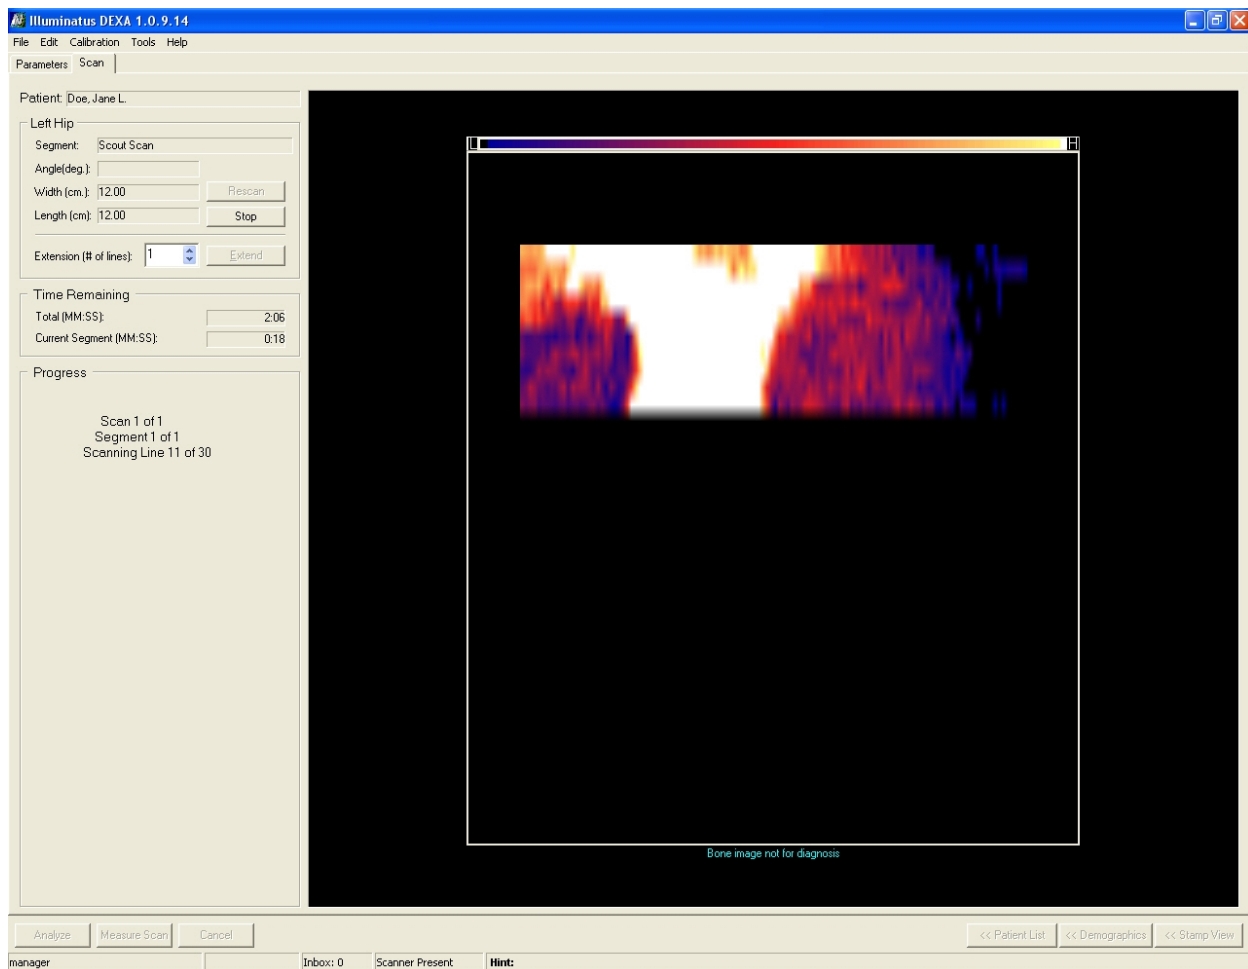 Illuminatus DEXA 1.0.9.14
File Edit Calibration Tools Help
Parameters Scan
Patient: Doe, Jane L.
Left Hip
Segment: Scout Scan
Angle(deg.):
Width (cm.): 12.00 Rescan
Length (cm): 12.00 Stop
Extension (# of lines): 1 Extend
Time Remaining
Total (MM:SS): 2:06
Current Segment (MM:SS): 0:18
Progress
Scan 1 of 1
Segment 1 of 1
Scanning Line 11 of 30
L H
Bone image not for diagnosis
Analyze Measure Scan Cancel << Patient List << Demographics << Stamp View
manager Inbox: 0 Scanner Present Hint: